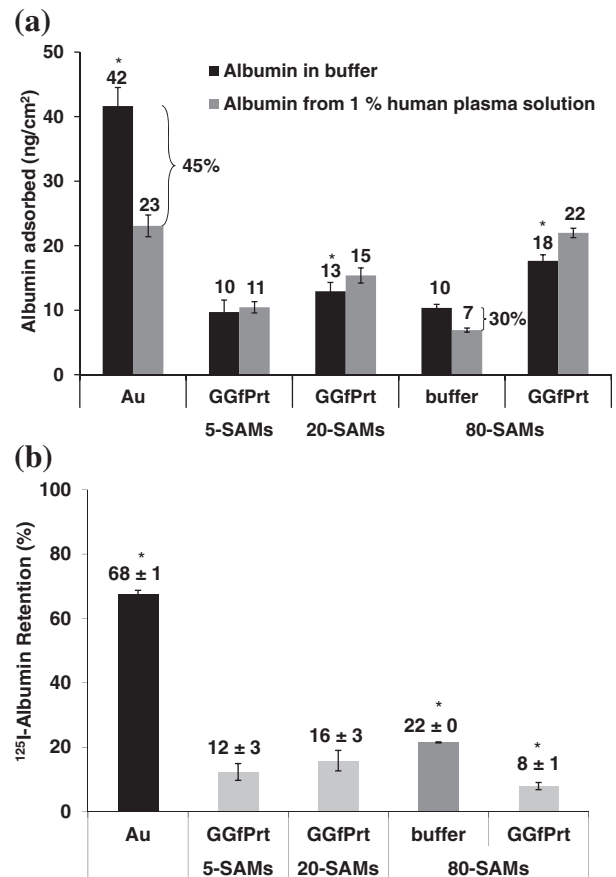 (a)
Albumin adsorbed (ng/cm²)
50
40
30
20
10
0
Albumin in buffer
Albumin from 1 % human plasma solution
*
42
23
45%
10
11
*
13
15
10
7
30%
*
18
22
Au
GGfPrt
GGfPrt
buffer
GGfPrt
5-SAMs
20-SAMs
80-SAMs
(b)
¹²⁵I-Albumin Retention (%)
100
80
60
40
20
0
*
68 ± 1
12 ± 3
16 ± 3
*
22 ± 0
*
8 ± 1
Au
GGfPrt
GGfPrt
buffer
GGfPrt
5-SAMs
20-SAMs
80-SAMs